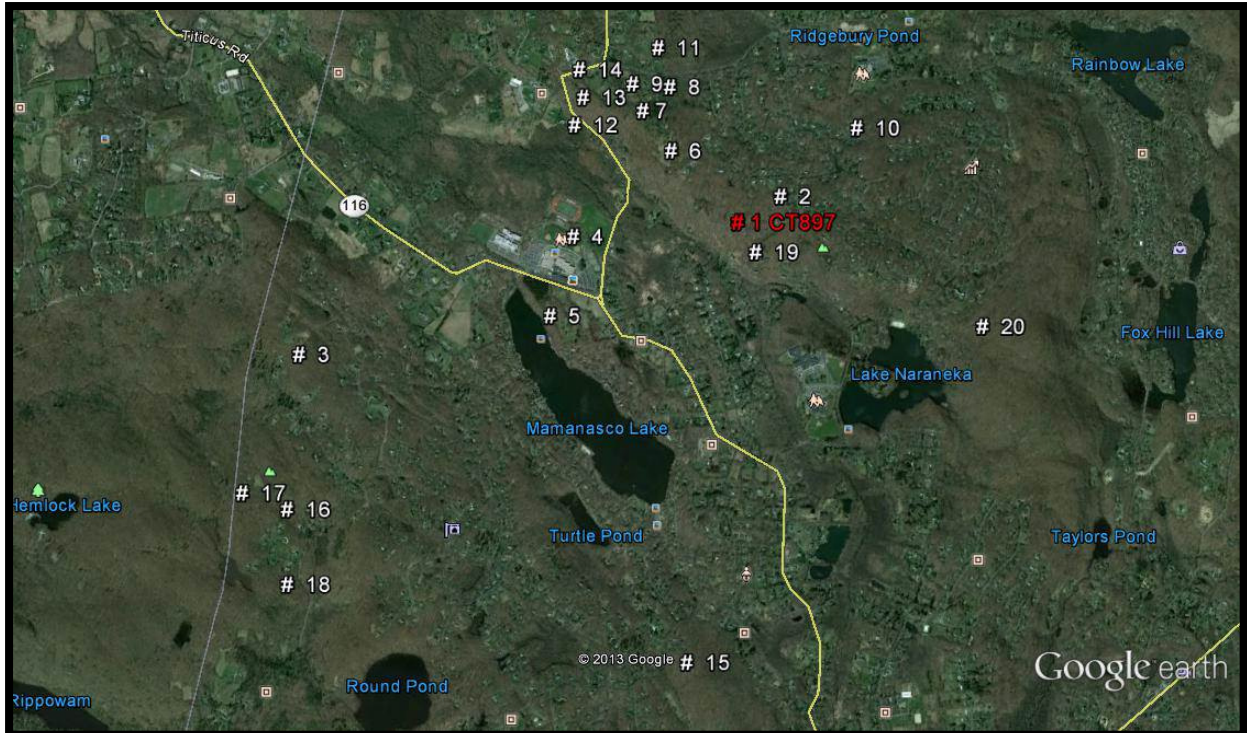 Titicus Rd
# 11
Ridgebury Pond
Rainbow Lake
# 14
# 9
# 8
# 13
# 7
# 12
# 10
# 6
# 2
116
# 1 CT897
# 4
# 19
# 5
# 20
Fox Hill Lake
# 3
Lake Naraneka
Mamanasco Lake
# 17
Hemlock Lake
# 16
Turtle Pond
Taylors Pond
# 18
© 2013 Google
# 15
Google earth
Round Pond
Rippowam